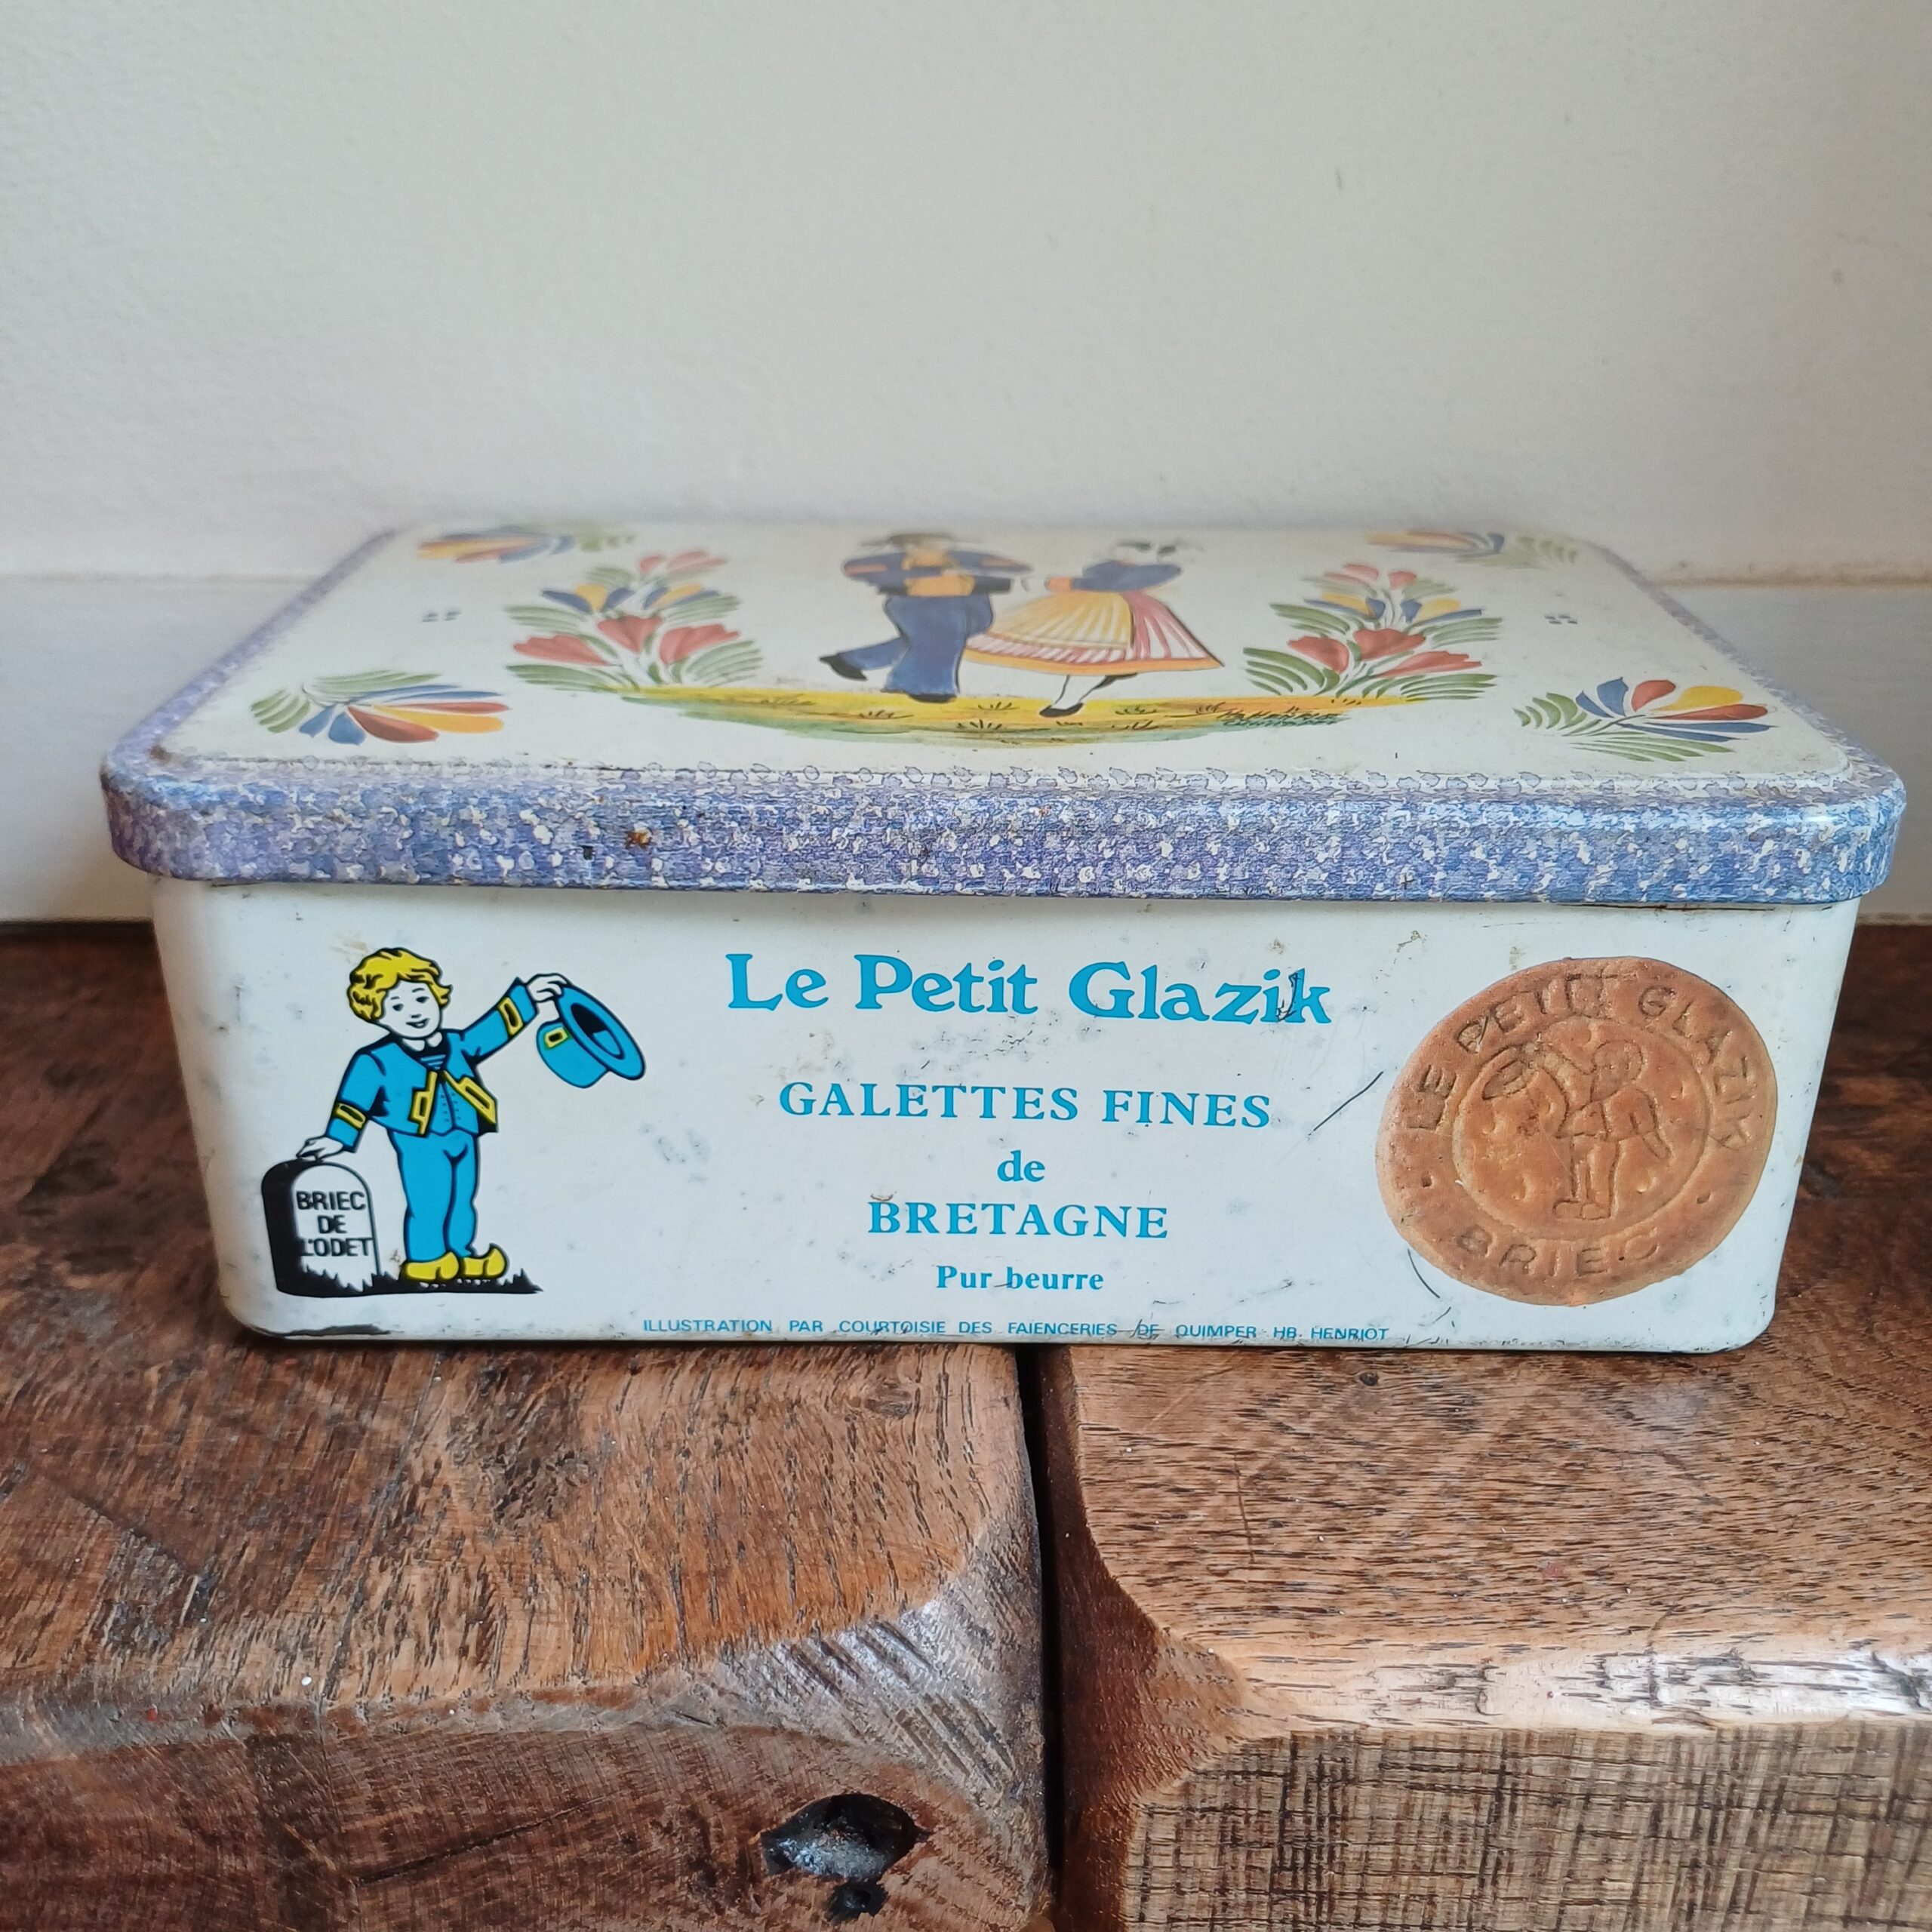 Le Petit Glazik
GALETTES FINES
de
BRETAGNE
Pur beurre
ILLUSTRATION PAR COURTOISIE DES FAIENCERIES DE QUIMPER HB HENRIOT
BRIEC
DE
L'ODET
LE PETIT GLAZIK
BRIEC